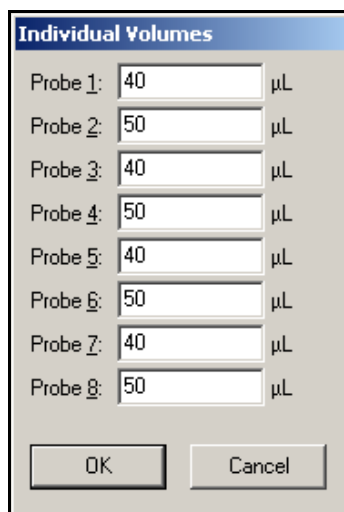 Individual Volumes
Probe 1: 40 µL
Probe 2: 50 µL
Probe 3: 40 µL
Probe 4: 50 µL
Probe 5: 40 µL
Probe 6: 50 µL
Probe 7: 40 µL
Probe 8: 50 µL
OK Cancel